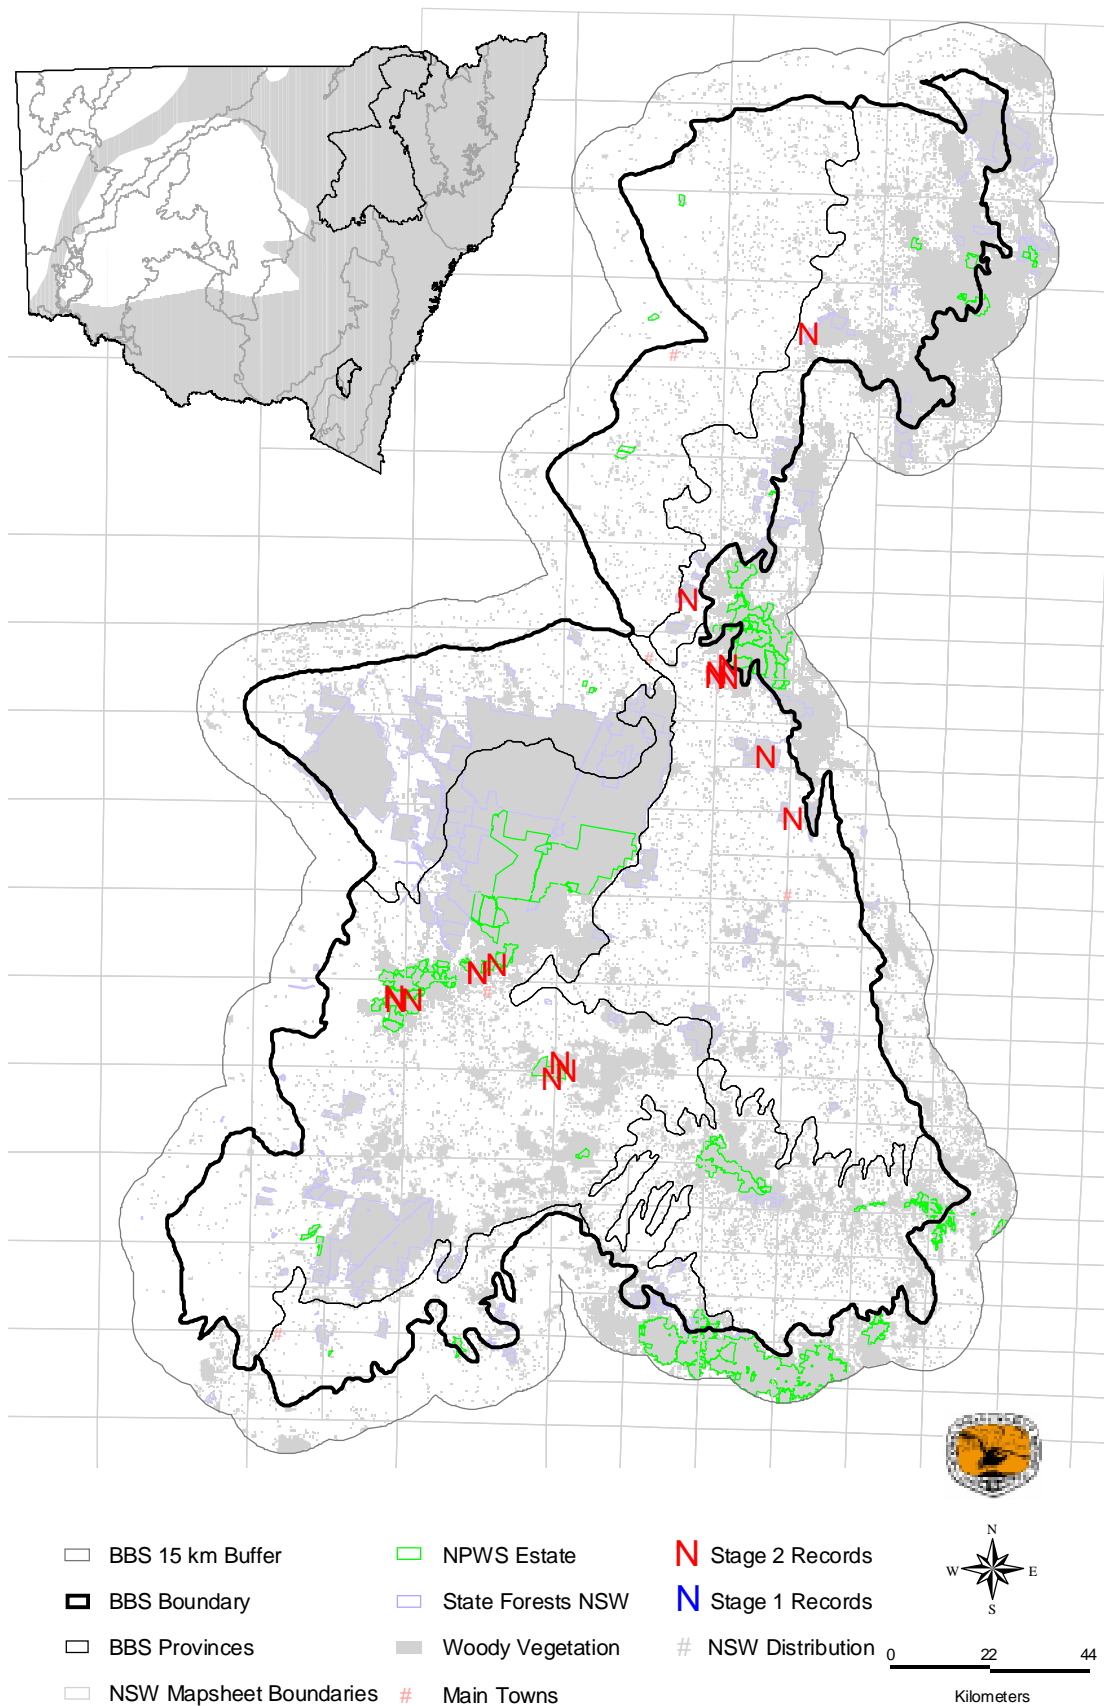 N
N
N N
N N
N
N
N N
N N N
N
N N
N
#
#
#
#
#
N
BBS 15 km Buffer
NPWS Estate
N Stage 2 Records
W E
BBS Boundary
State Forests NSW
N Stage 1 Records
S
BBS Provinces
Woody Vegetation
# NSW Distribution
0 22 44
NSW Mapsheet Boundaries
# Main Towns
Kilometers